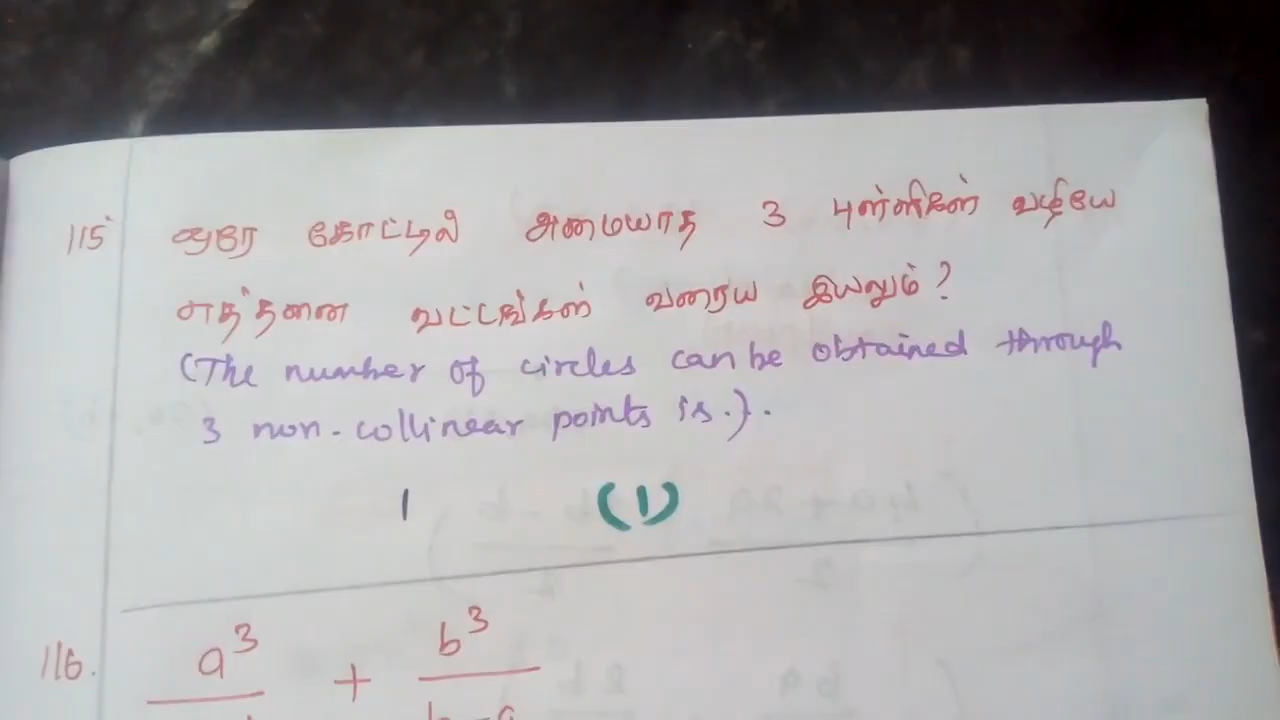 115 ஒரே கோட்டில் அமையாத 3 புள்ளிகள் வழியே
எத்தனை வட்டங்கள் வரைய இயலும்?
(The number of circles can be obtained through
3 non-collinear points is.).
1 (1)
116. a³ + b³